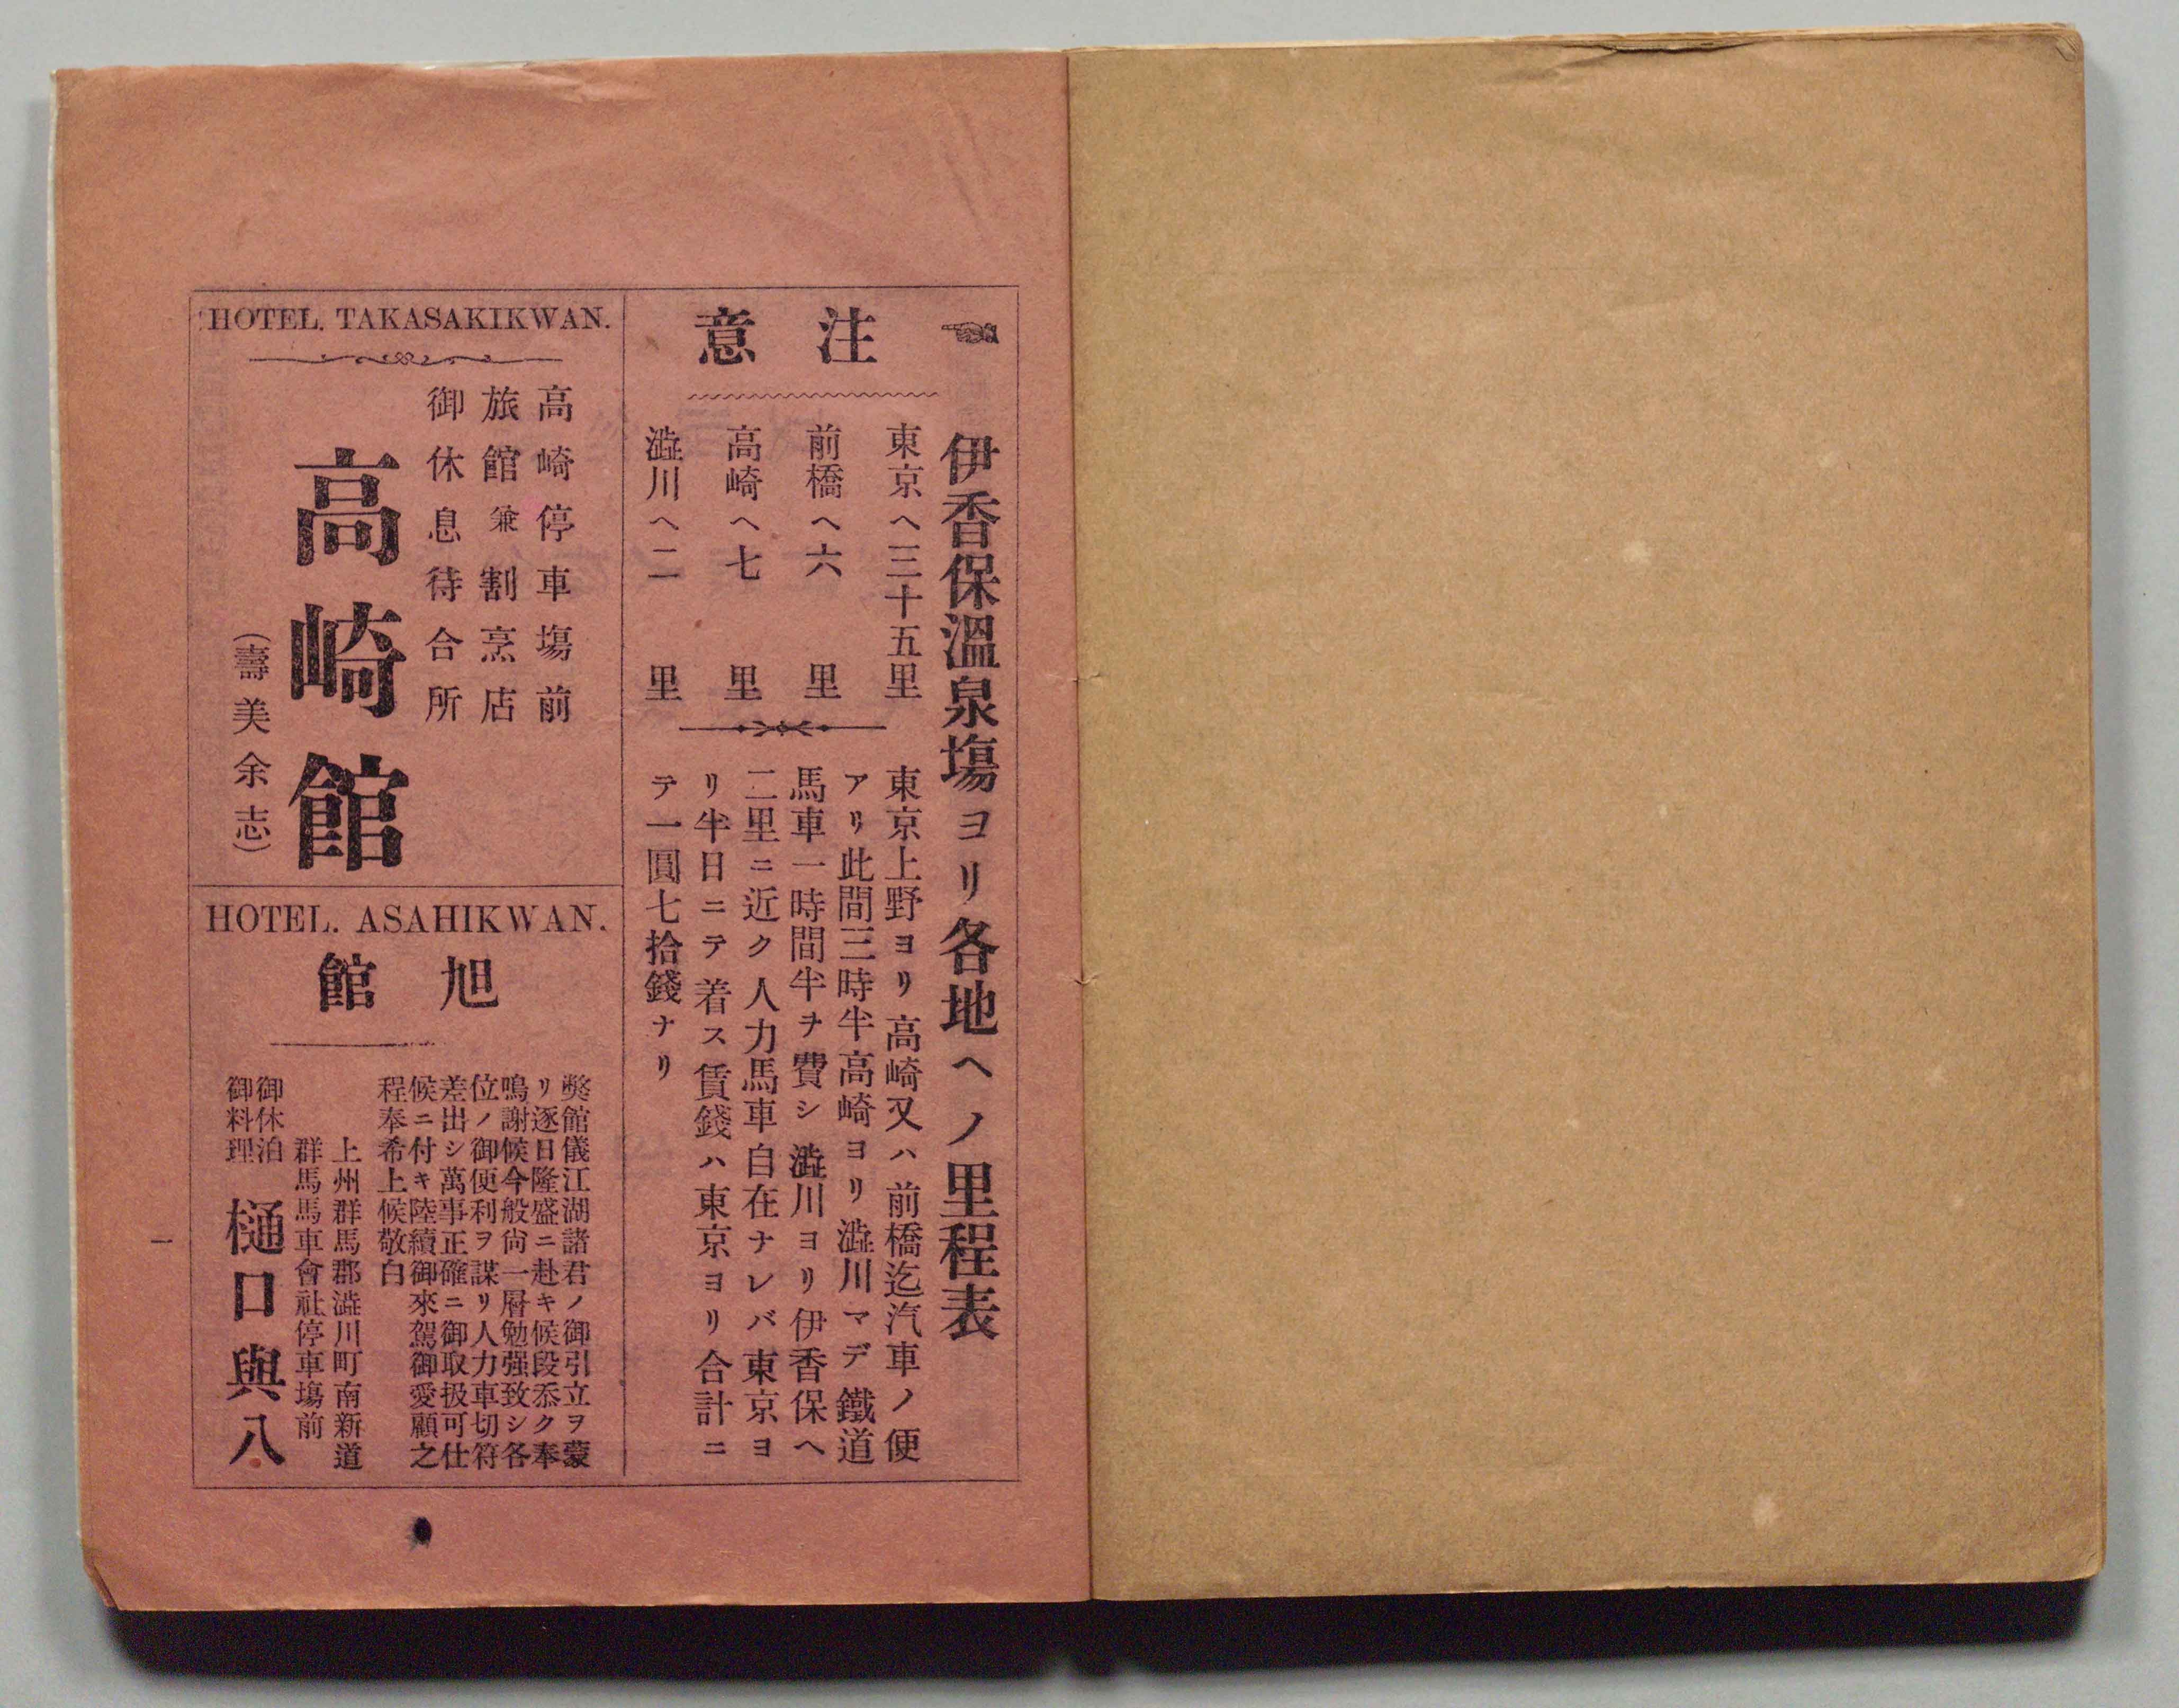 伊香保溫泉塲ヨリ各地ヘノ里程表
注意
東京ヘ三十五里
前橋ヘ六里
高崎ヘ七里
澁川ヘ二里
東京上野ヨリ高崎又ハ前橋迄汽車ノ便
アリ此間三時半高崎ヨリ澁川マデ鐵道
馬車一時間半ヲ費シ澁川ヨリ伊香保ヘ
二里ニ近ク人力馬車自在ナレバ東京ヨ
リ半日ニテ着ス賃錢ハ東京ヨリ合計ニ
テ一圓七拾錢ナリ
HOTEL. TAKASAKIKWAN.
高崎停車塲前
旅館兼割烹店
御休息待合所
高崎館
(壽美余志)
HOTEL. ASAHIKWAN.
旭館
獘館儀江湖諸君ノ御引立ヲ蒙
リ逐日隆盛ニ赴キ候段忝ク奉
鳴謝候今般尙一層勉强致シ各
位ノ御便利ヲ謀リ人力車切符
差出シ萬事正確ニ御取扱可仕
候ニ付キ陸續御來駕御愛顧之
程奉希上候敬白
上州群馬郡澁川町南新道
群馬馬車會社停車塲前
御休泊
御料理
樋口與八
一